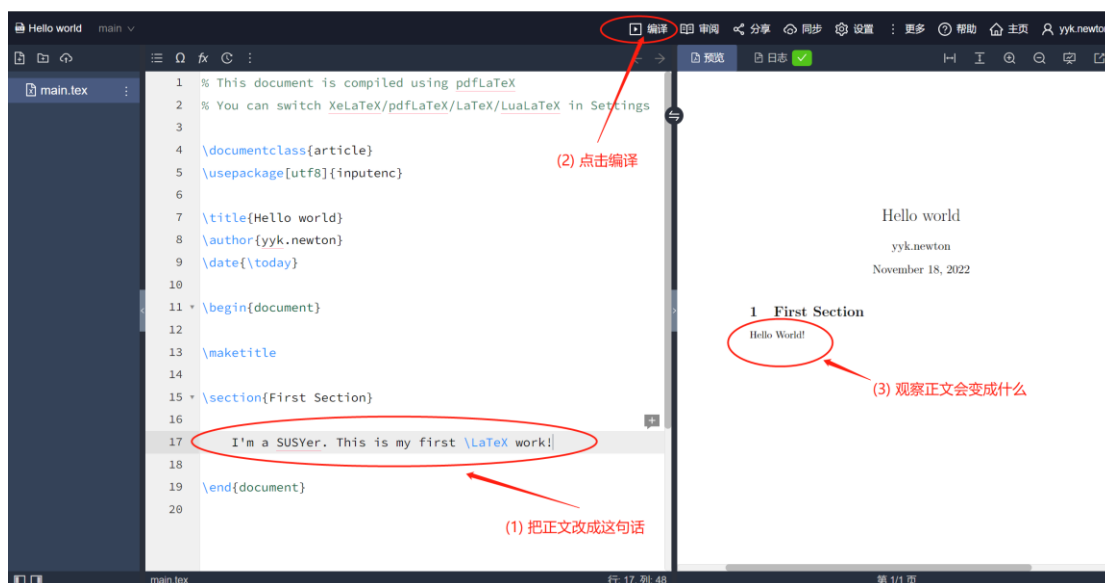 Hello world main
编译 审阅 分享 同步 设置 更多 帮助 主页 yyk.newton
Ω fx
预览 日志
main.tex
1 % This document is compiled using pdfLaTeX
2 % You can switch XeLaTeX/pdfLaTeX/LaTeX/LuaLaTeX in Settings
3
4 \documentclass{article}
5 \usepackage[utf8]{inputenc}
6
7 \title{Hello world}
8 \author{yyk.newton}
9 \date{\today}
10
11 \begin{document}
12
13 \maketitle
14
15 \section{First Section}
16
17 I'm a SUSYer. This is my first \LaTeX work!
18
19 \end{document}
20
(2) 点击编译
(1) 把正文改成这句话
Hello world
yyk.newton
November 18, 2022
1 First Section
Hello World!
(3) 观察正文会变成什么
main.tex
行: 17, 列: 48
第 1/1 页